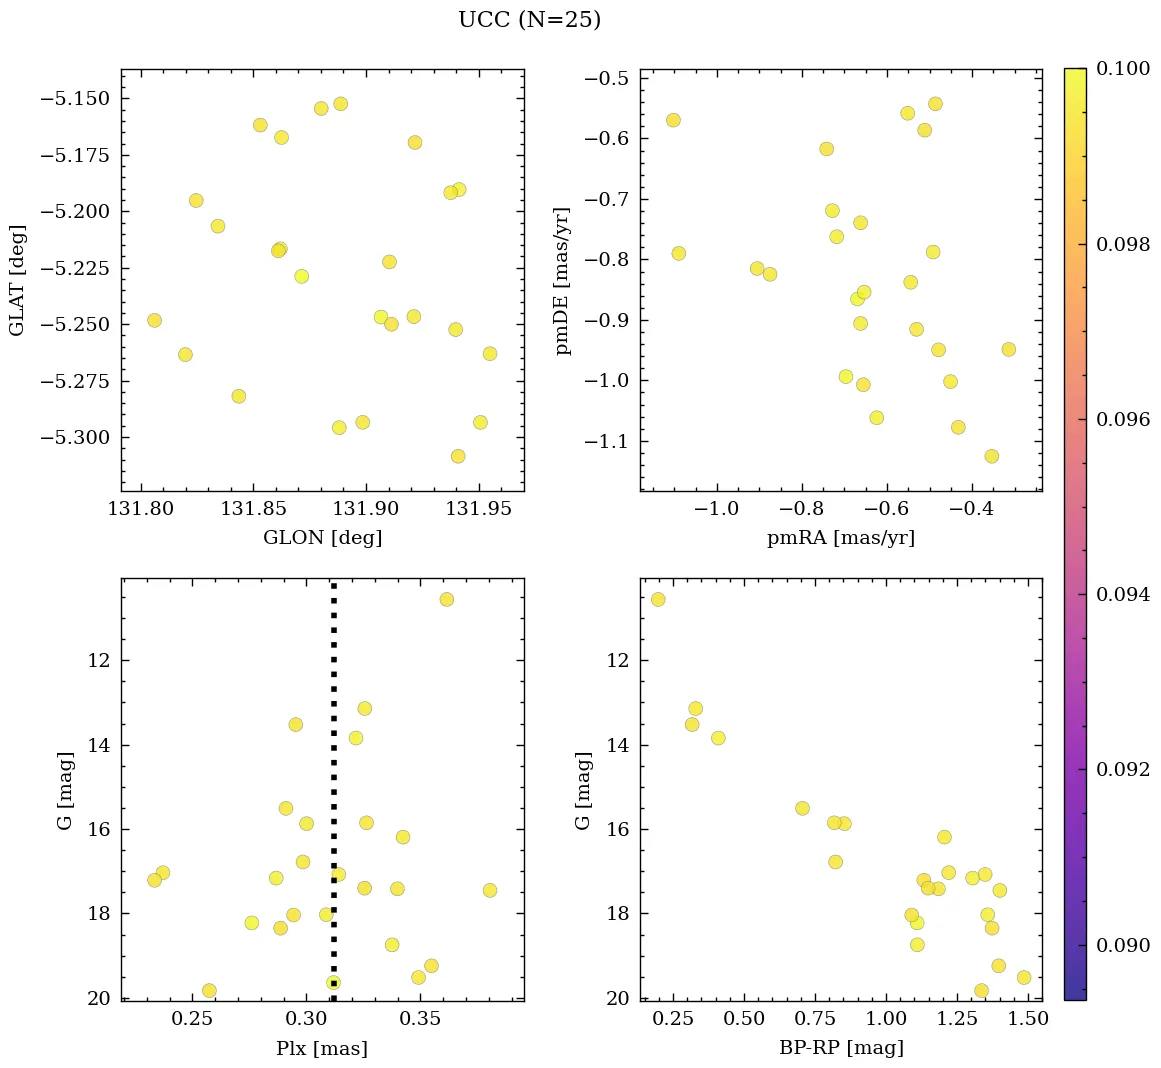 UCC (N=25)
−5.150
−5.175
−5.200
−5.225
−5.250
−5.275
−5.300
GLAT [deg]
131.80 131.85 131.90 131.95
GLON [deg]
−0.5
−0.6
−0.7
−0.8
−0.9
−1.0
−1.1
pmDE [mas/yr]
−1.0 −0.8 −0.6 −0.4
pmRA [mas/yr]
0.100
0.098
0.096
0.094
0.092
0.090
12
14
16
18
20
G [mag]
0.25 0.30 0.35
Plx [mas]
12
14
16
18
20
G [mag]
0.25 0.50 0.75 1.00 1.25 1.50
BP-RP [mag]